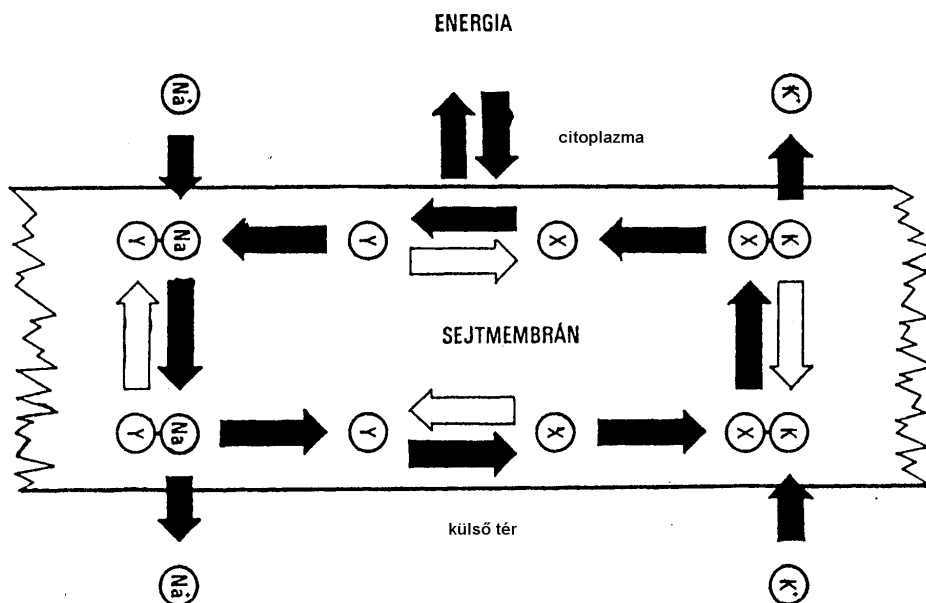 ENERGIA
Na⁺
K⁺
citoplazma
Y Na
Y
X
X K
SEJTMEMBRÁN
Y Na
Y
X
X K
külső tér
Na⁺
K⁺